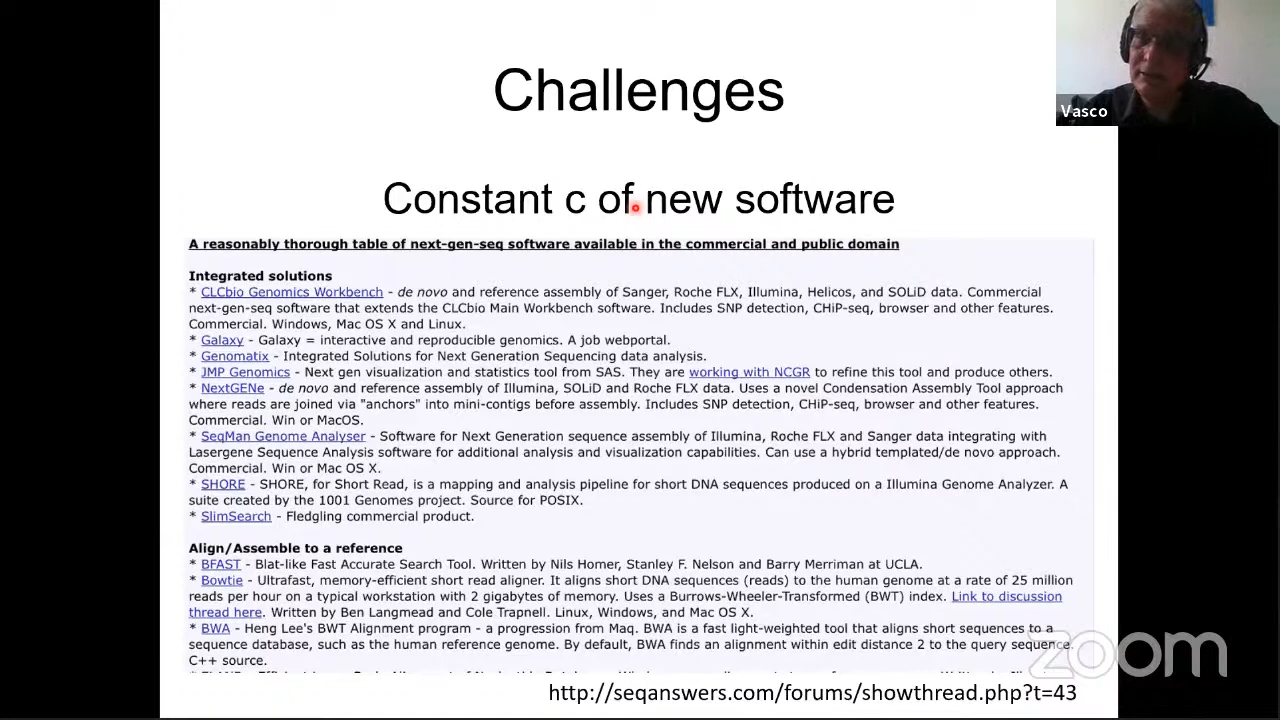 Challenges
Vasco
Constant c of new software
A reasonably thorough table of next-gen-seq software available in the commercial and public domain
Integrated solutions
* CLCbio Genomics Workbench - de novo and reference assembly of Sanger, Roche FLX, Illumina, Helicos, and SOLiD data. Commercial
next-gen-seq software that extends the CLCbio Main Workbench software. Includes SNP detection, CHiP-seq, browser and other features.
Commercial. Windows, Mac OS X and Linux.
* Galaxy - Galaxy = interactive and reproducible genomics. A job webportal.
* Genomatix - Integrated Solutions for Next Generation Sequencing data analysis.
* JMP Genomics - Next gen visualization and statistics tool from SAS. They are working with NCGR to refine this tool and produce others.
* NextGENe - de novo and reference assembly of Illumina, SOLiD and Roche FLX data. Uses a novel Condensation Assembly Tool approach
where reads are joined via "anchors" into mini-contigs before assembly. Includes SNP detection, CHiP-seq, browser and other features.
Commercial. Win or MacOS.
* SeqMan Genome Analyser - Software for Next Generation sequence assembly of Illumina, Roche FLX and Sanger data integrating with
Lasergene Sequence Analysis software for additional analysis and visualization capabilities. Can use a hybrid templated/de novo approach.
Commercial. Win or Mac OS X.
* SHORE - SHORE, for Short Read, is a mapping and analysis pipeline for short DNA sequences produced on a Illumina Genome Analyzer. A
suite created by the 1001 Genomes project. Source for POSIX.
* SlimSearch - Fledgling commercial product.
Align/Assemble to a reference
* BFAST - Blat-like Fast Accurate Search Tool. Written by Nils Homer, Stanley F. Nelson and Barry Merriman at UCLA.
* Bowtie - Ultrafast, memory-efficient short read aligner. It aligns short DNA sequences (reads) to the human genome at a rate of 25 million
reads per hour on a typical workstation with 2 gigabytes of memory. Uses a Burrows-Wheeler-Transformed (BWT) index. Link to discussion
thread here. Written by Ben Langmead and Cole Trapnell. Linux, Windows, and Mac OS X.
* BWA - Heng Lee's BWT Alignment program - a progression from Maq. BWA is a fast light-weighted tool that aligns short sequences to a
sequence database, such as the human reference genome. By default, BWA finds an alignment within edit distance 2 to the query sequence.
C++ source.
zoom
http://seqanswers.com/forums/showthread.php?t=43